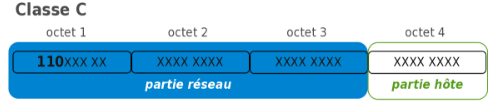 Classe C
octet 1 octet 2 octet 3 octet 4
110XXX XX XXXX XXXX XXXX XXXX XXXX XXXX
partie réseau partie hôte